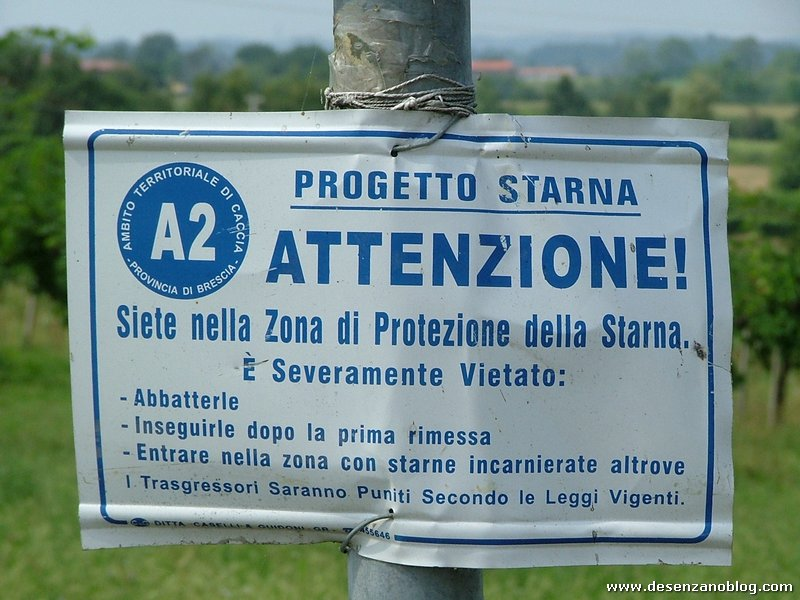 PROGETTO STARNA
AMBITO TERRITORIALE DI CACCIA
A2
- PROVINCIA DI BRESCIA -
ATTENZIONE!
Siete nella Zona di Protezione della Starna.
È Severamente Vietato:
- Abbatterle
- Inseguirle dopo la prima rimessa
- Entrare nella zona con starne incarnierate altrove
I Trasgressori Saranno Puniti Secondo le Leggi Vigenti.
DITTA
www.desenzanoblog.com